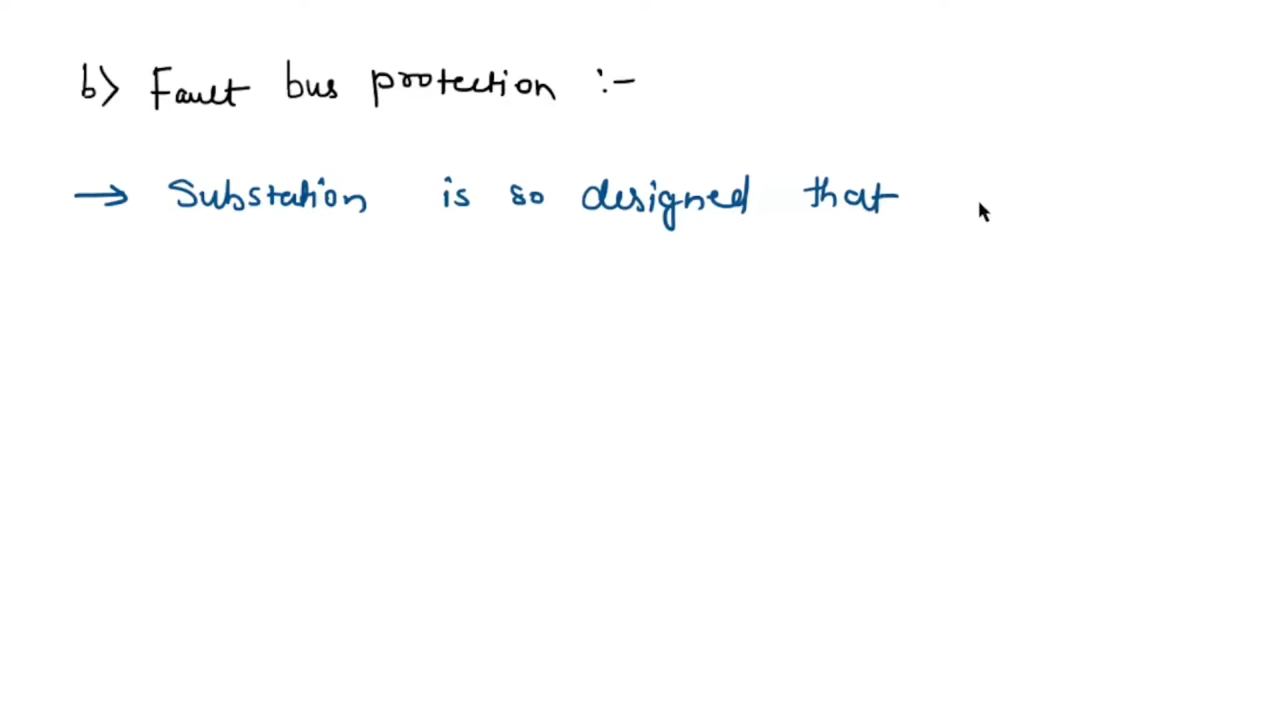 b) Fault bus protection :-
→ Substation is so designed that